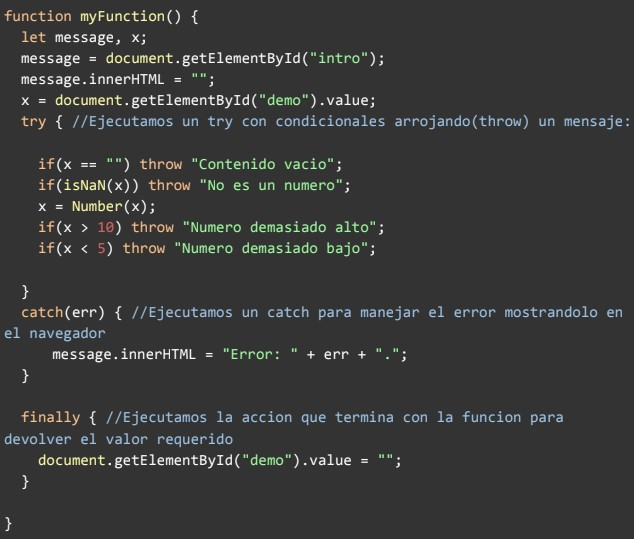 function myFunction() {
let message, x;
message = document.getElementById("intro");
message.innerHTML = "";
x = document.getElementById("demo").value;
try { //Ejecutamos un try con condicionales arrojando(throw) un mensaje:
if(x == "") throw "Contenido vacio";
if(isNaN(x)) throw "No es un numero";
x = Number(x);
if(x > 10) throw "Numero demasiado alto";
if(x < 5) throw "Numero demasiado bajo";
}
catch(err) { //Ejecutamos un catch para manejar el error mostrandolo en
el navegador
message.innerHTML = "Error: " + err + ".";
}
finally { //Ejecutamos la accion que termina con la funcion para
devolver el valor requerido
document.getElementById("demo").value = "";
}
}